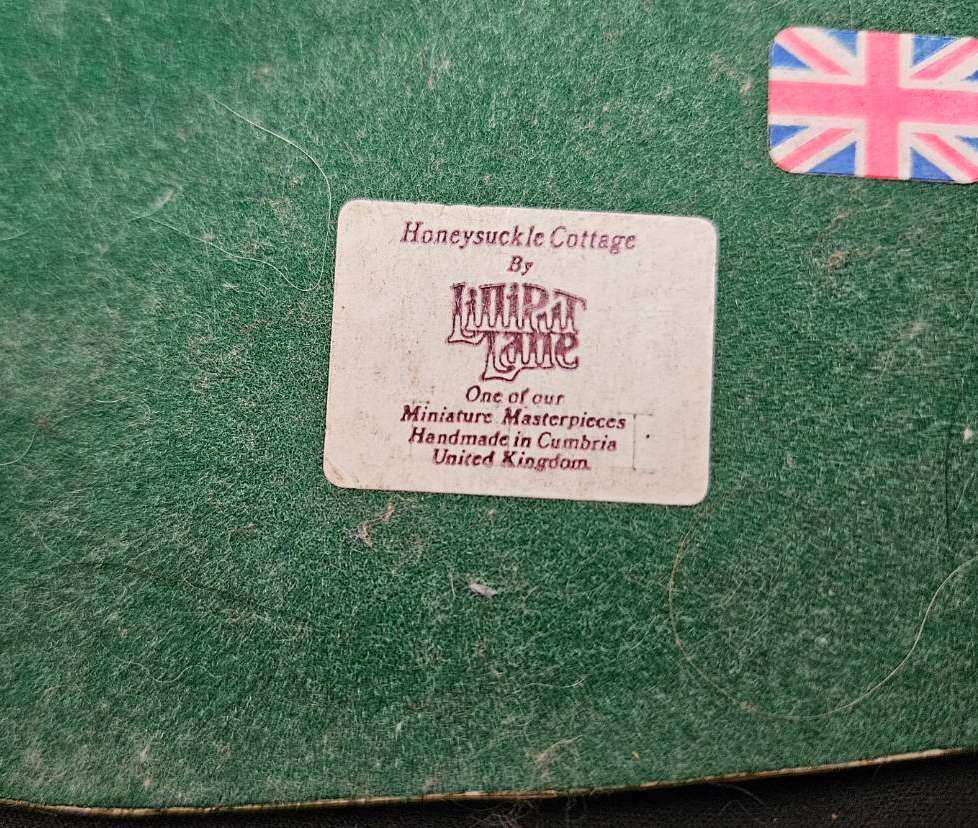 Honeysuckle Cottage
By
LilliPUT
Lane
One of our
Miniature Masterpieces
Handmade in Cumbria
United Kingdom.